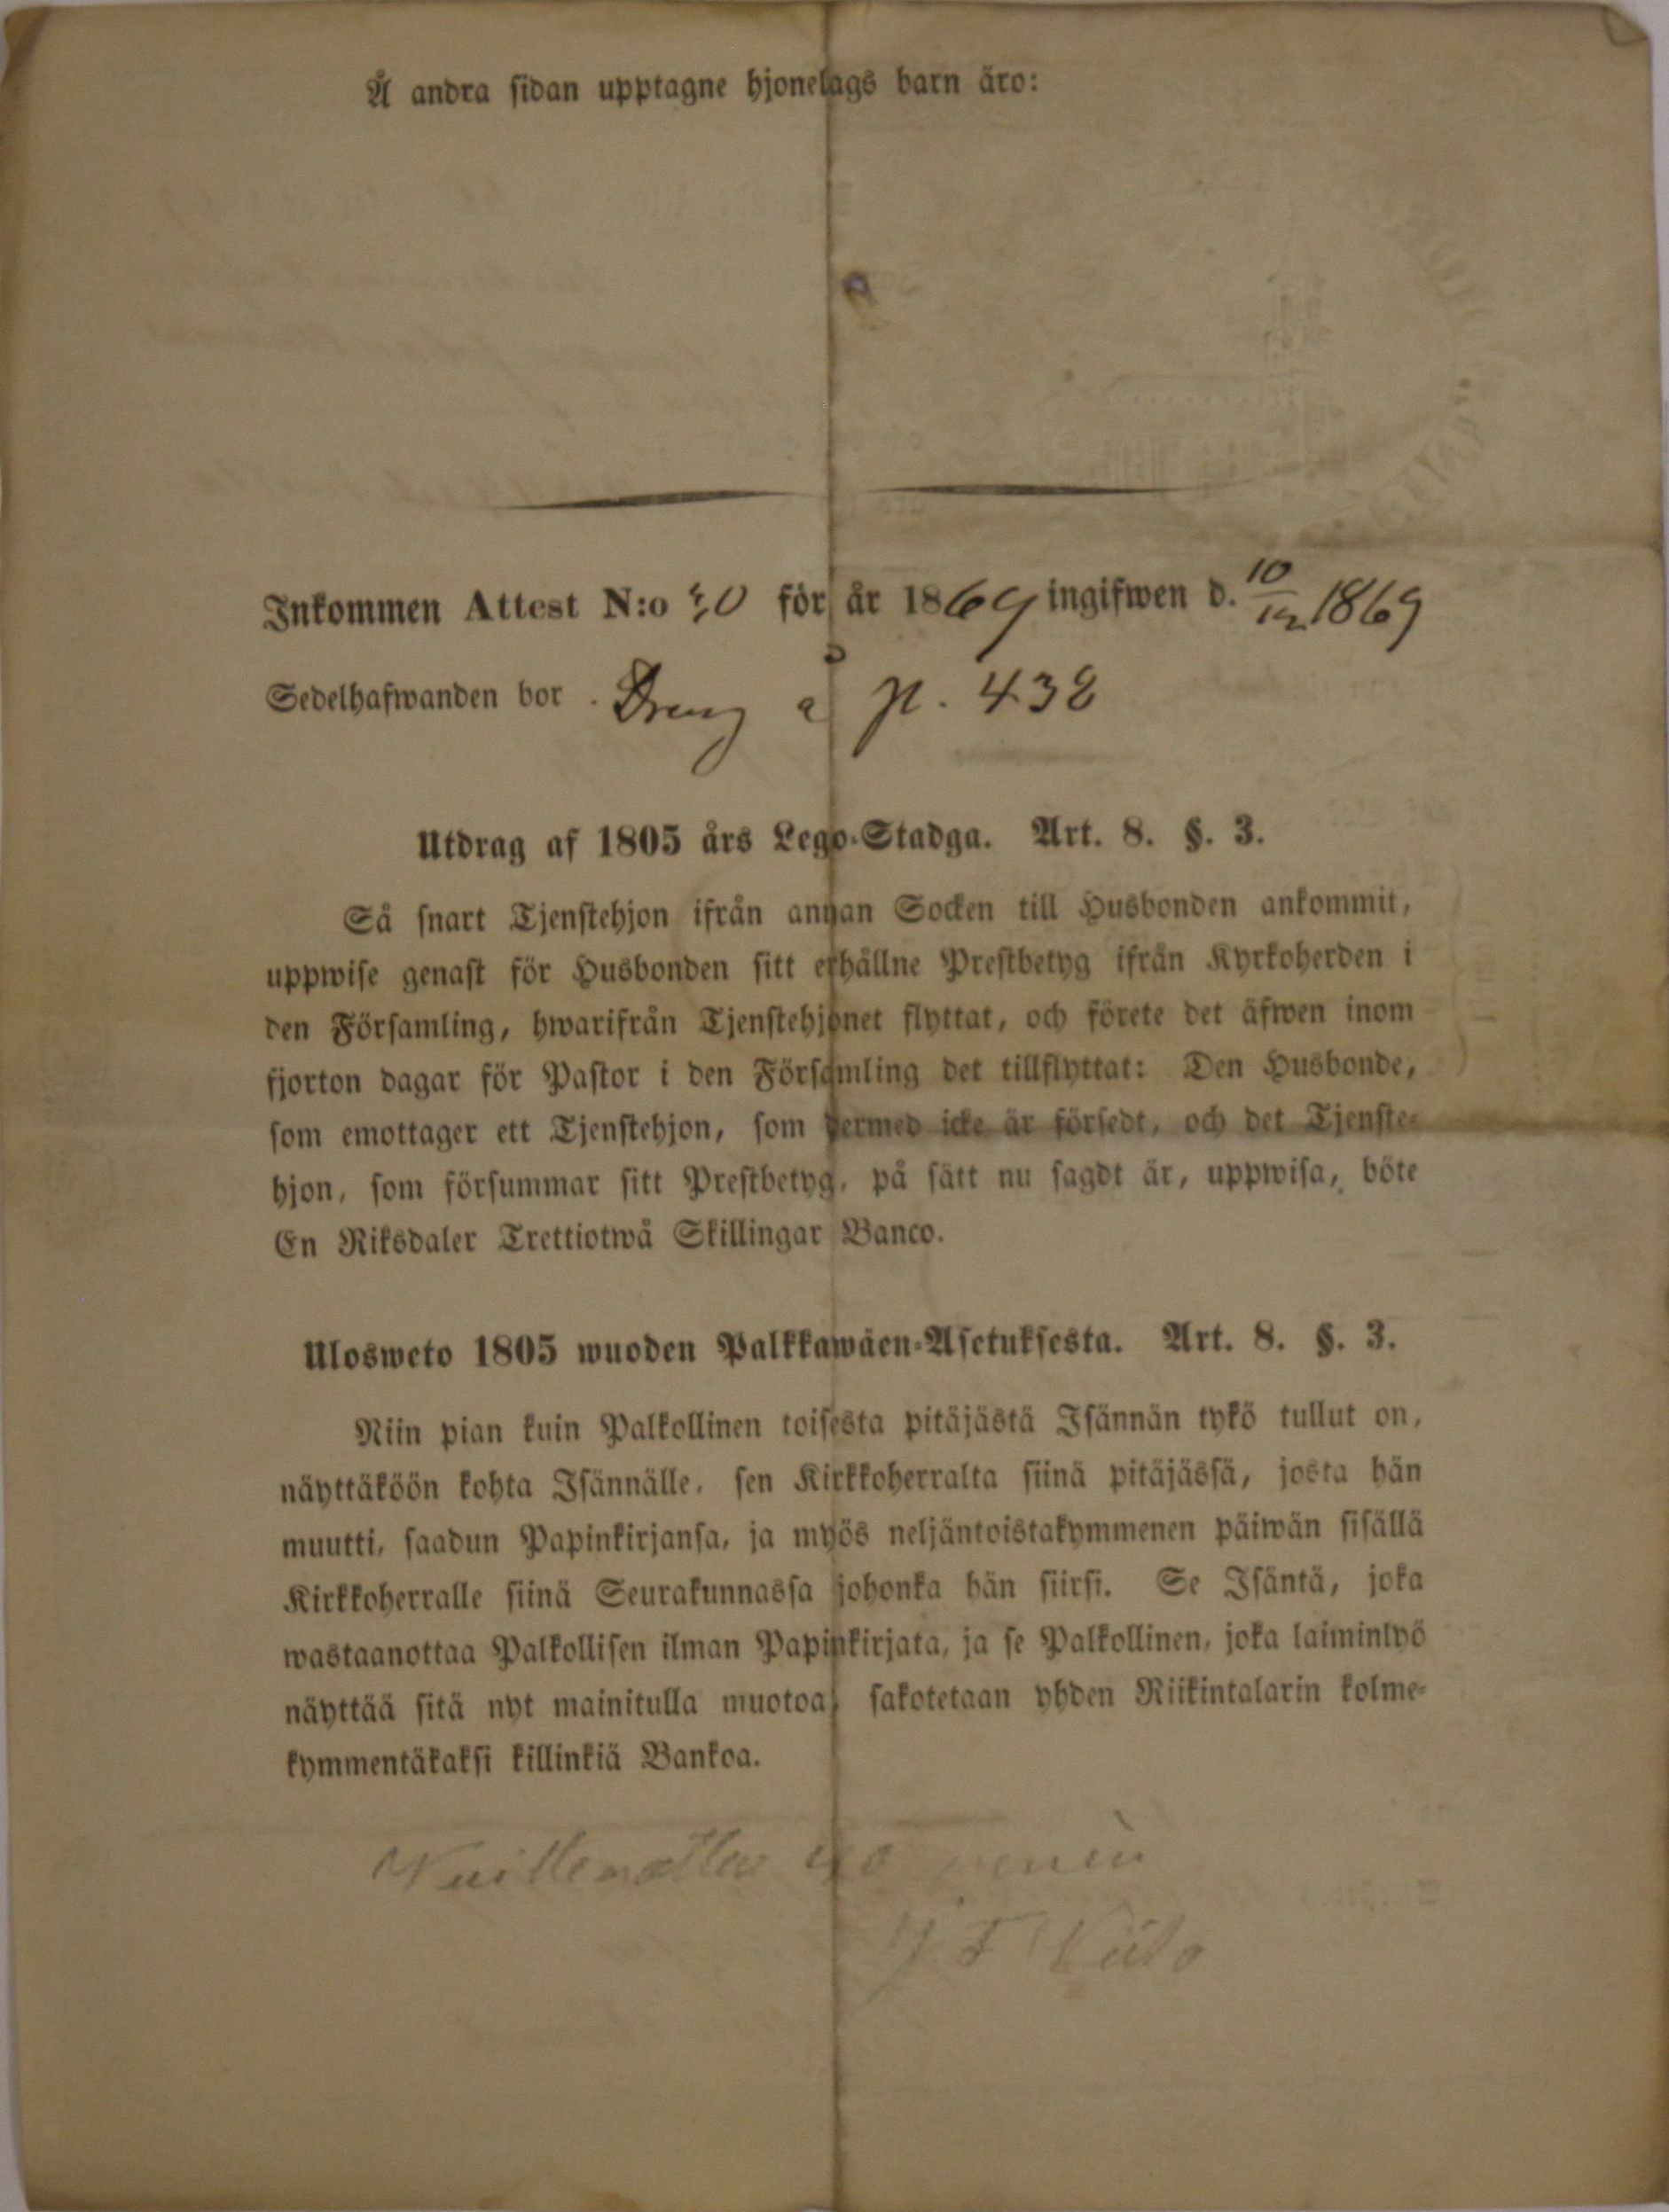 Å andra sidan upptagne hjonelags barn äro:
Inkommen Attest N:o för år 1869 ingifwen d. 10/12 1869
Sedelhafwanden bor Dreng å p. 438
Utdrag af 1805 års Lego-Stadga. Art. 8. §. 3.
Så snart Tjenstehjon ifrån annan Socken till Husbonden ankommit,
uppwise genast för Husbonden sitt erhållne Prestbetyg ifrån Kyrkoherden i
den Församling, hwarifrån Tjenstehjonet flyttat, och förete det äfwen inom
fjorton dagar för Pastor i den Församling det tillflyttat: Den Husbonde,
som emottager ett Tjenstehjon, som dermed icke är försedt, och det Tjenste-
hjon, som försummar sitt Prestbetyg, på sätt nu sagdt är, uppwisa, böte
En Riksdaler Trettiotwå Skillingar Banco.
Ulosweto 1805 wuoden Palkkawäen-Asetuksesta. Art. 8. §. 3.
Niin pian kuin Palkollinen toisesta pitäjästä Isännän tykö tullut on,
näyttäköön kohta Isännälle, sen Kirkkoherralta siinä pitäjässä, josta hän
muutti, saadun Papinkirjansa, ja myös neljäntoistakymmenen päiwän sisällä
Kirkkoherralle siinä Seurakunnassa johonka hän siirsi. Se Isäntä, joka
wastaanottaa Palkollisen ilman Papinkirjata, ja se Palkollinen, joka laiminlyö
näyttää sitä nyt mainitulla muotoa, sakotetaan yhden Riikintalarin kolme-
kymmentäkaksi killinkiä Bankoa.